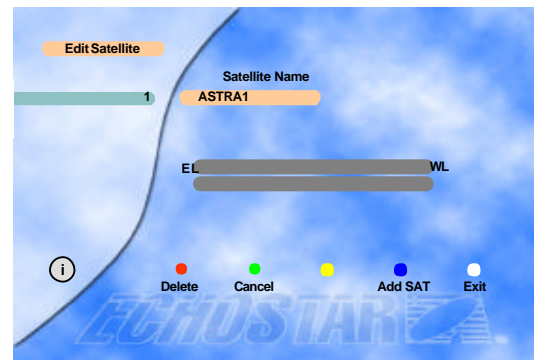 Edit Satellite
Satellite Name
1 ASTRA1
EL WL
i
Delete Cancel Add SAT Exit
ECHOSTAR